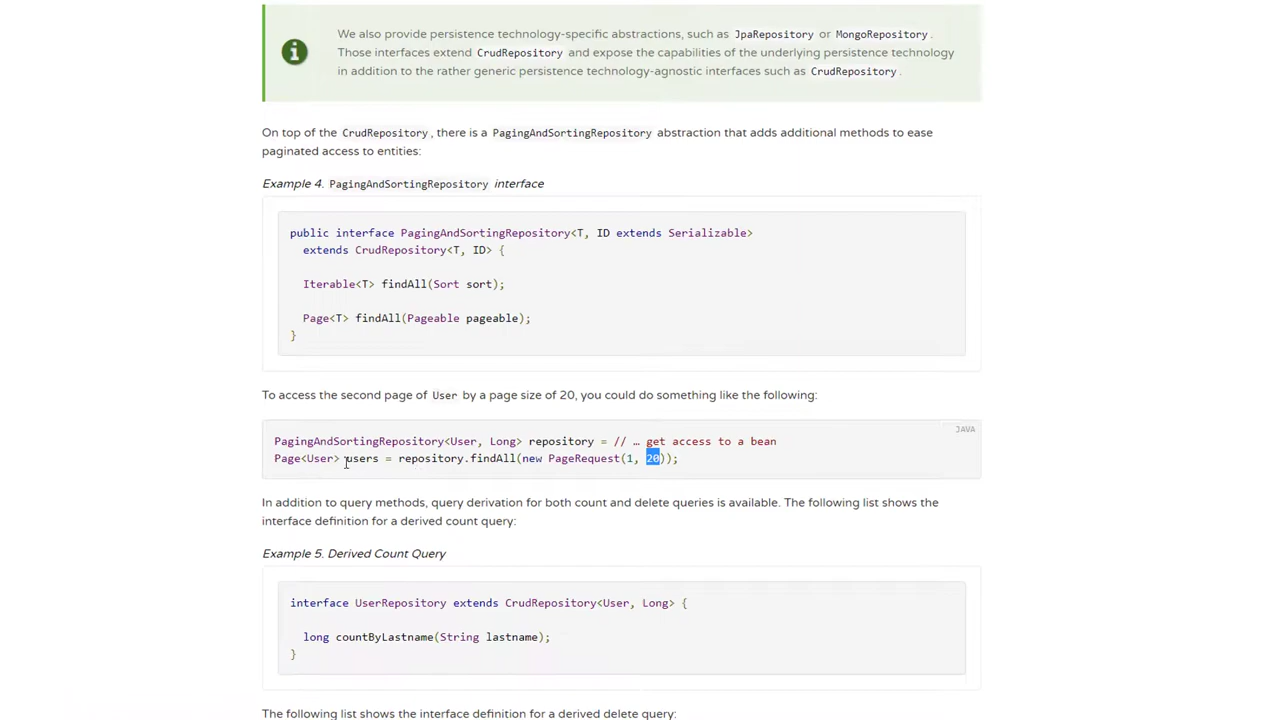 We also provide persistence technology-specific abstractions, such as JpaRepository or MongoRepository.
Those interfaces extend CrudRepository and expose the capabilities of the underlying persistence technology
in addition to the rather generic persistence technology-agnostic interfaces such as CrudRepository.
On top of the CrudRepository, there is a PagingAndSortingRepository abstraction that adds additional methods to ease
paginated access to entities:
Example 4. PagingAndSortingRepository interface
public interface PagingAndSortingRepository<T, ID extends Serializable>
extends CrudRepository<T, ID> {
Iterable<T> findAll(Sort sort);
Page<T> findAll(Pageable pageable);
}
To access the second page of User by a page size of 20, you could do something like the following:
JAVA
PagingAndSortingRepository<User, Long> repository = // … get access to a bean
Page<User> users = repository.findAll(new PageRequest(1, 20));
In addition to query methods, query derivation for both count and delete queries is available. The following list shows the
interface definition for a derived count query:
Example 5. Derived Count Query
interface UserRepository extends CrudRepository<User, Long> {
long countByLastname(String lastname);
}
The following list shows the interface definition for a derived delete query: